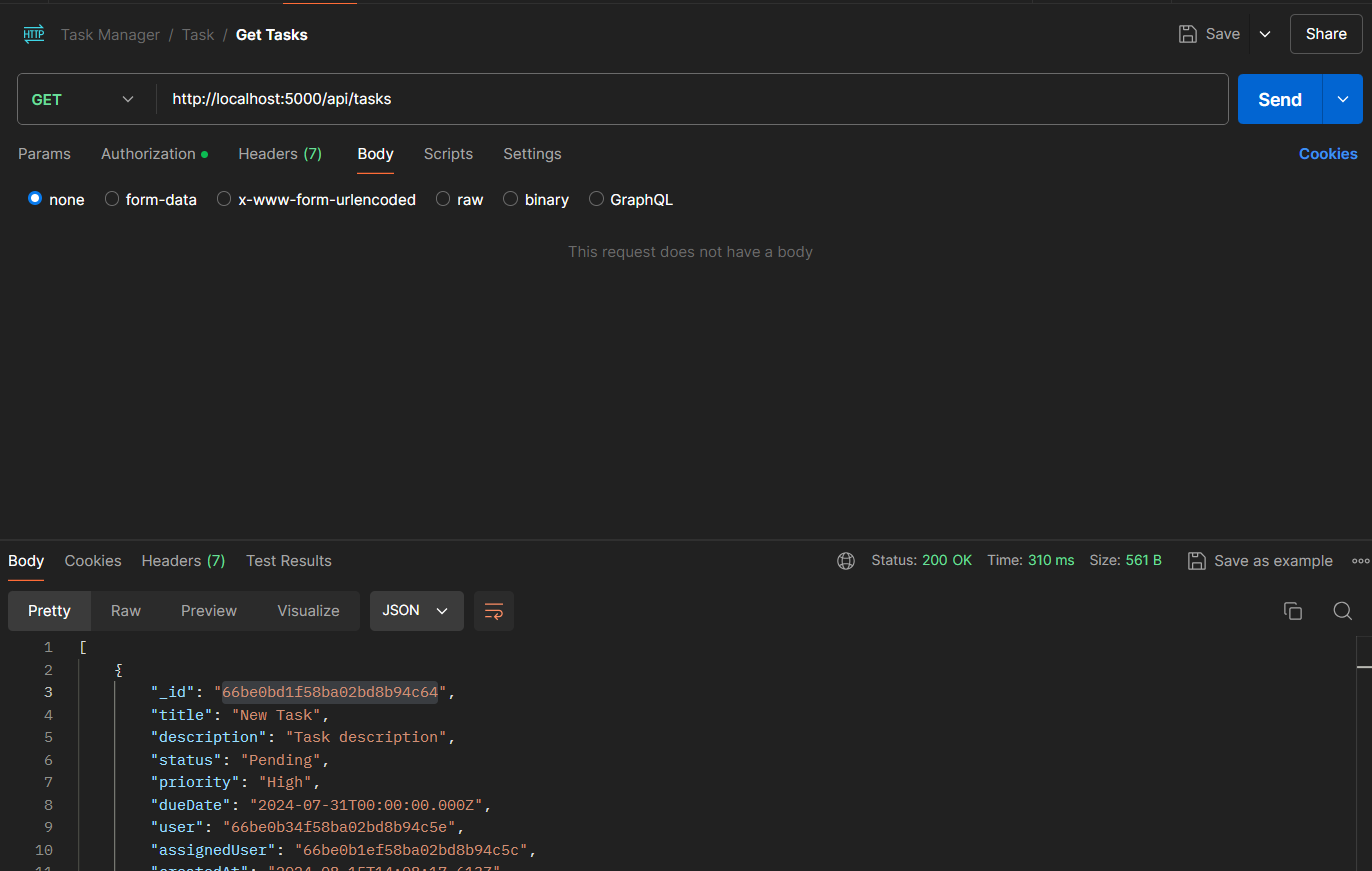 HTTP Task Manager / Task / Get Tasks Save Share
GET http://localhost:5000/api/tasks Send
Params Authorization Headers (7) Body Scripts Settings Cookies
none form-data x-www-form-urlencoded raw binary GraphQL
This request does not have a body
Body Cookies Headers (7) Test Results Status: 200 OK Time: 310 ms Size: 561 B Save as example
Pretty Raw Preview Visualize JSON
1 [
2 {
3 "_id": "66be0bd1f58ba02bd8b94c64",
4 "title": "New Task",
5 "description": "Task description",
6 "status": "Pending",
7 "priority": "High",
8 "dueDate": "2024-07-31T00:00:00.000Z",
9 "user": "66be0b34f58ba02bd8b94c5e",
10 "assignedUser": "66be0b1ef58ba02bd8b94c5c",
11 "createdAt":